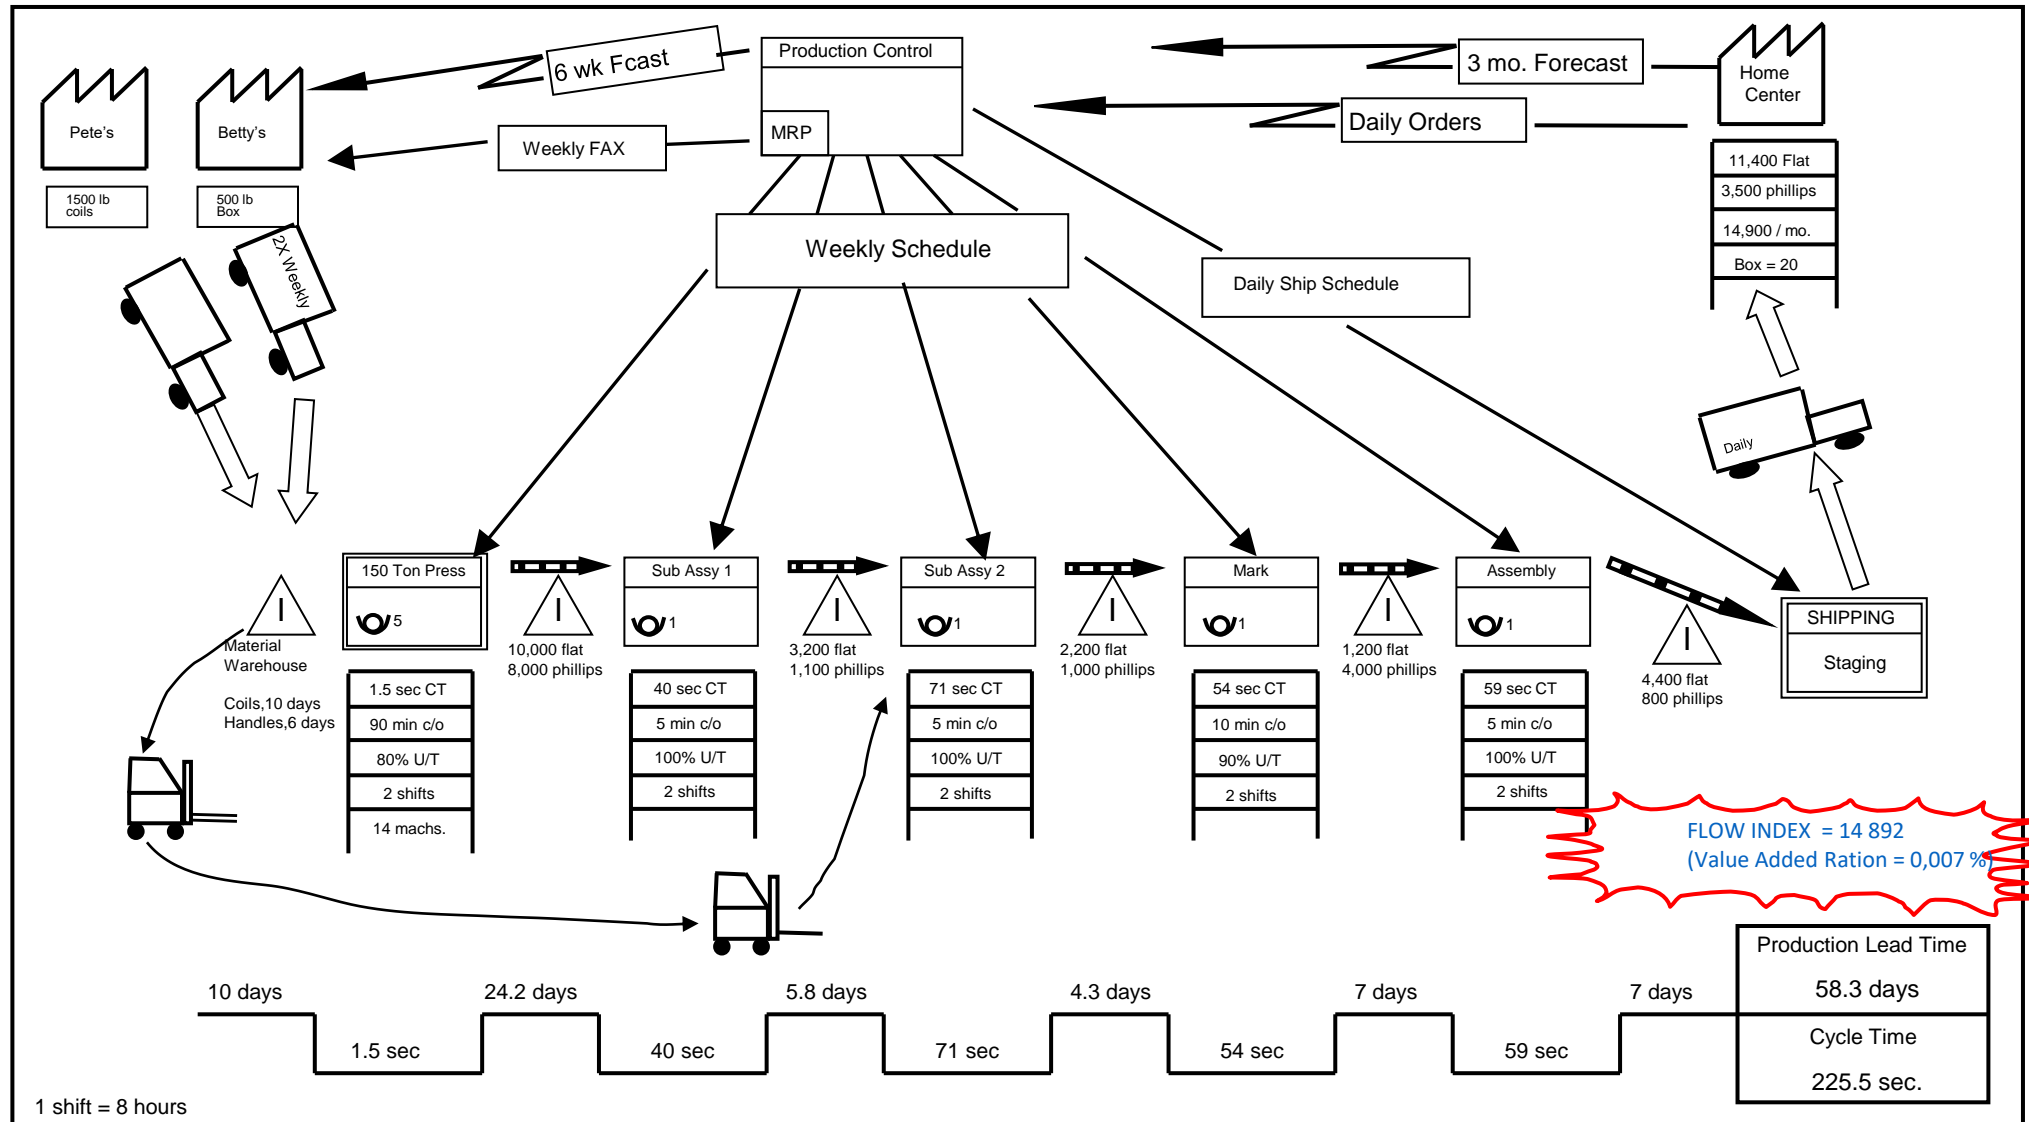 6 wk Fcast
Production Control
3 mo. Forecast
Home
Center
Pete's
Betty's
Weekly FAX
MRP
Daily Orders
1500 lb
coils
500 lb
Box
11,400 Flat
3,500 phillips
14,900 / mo.
Box = 20
2X Weekly
Weekly Schedule
Daily Ship Schedule
Daily
150 Ton Press
5
Sub Assy 1
1
Sub Assy 2
1
Mark
1
Assembly
1
SHIPPING
Staging
I
Material
Warehouse
Coils,10 days
Handles,6 days
I
10,000 flat
8,000 phillips
I
3,200 flat
1,100 phillips
I
2,200 flat
1,000 phillips
I
1,200 flat
4,000 phillips
I
4,400 flat
800 phillips
1.5 sec CT
90 min c/o
80% U/T
2 shifts
14 machs.
40 sec CT
5 min c/o
100% U/T
2 shifts
71 sec CT
5 min c/o
100% U/T
2 shifts
54 sec CT
10 min c/o
90% U/T
2 shifts
59 sec CT
5 min c/o
100% U/T
2 shifts
FLOW INDEX = 14 892
(Value Added Ration = 0,007 %)
10 days
24.2 days
5.8 days
4.3 days
7 days
7 days
Production Lead Time
58.3 days
1.5 sec
40 sec
71 sec
54 sec
59 sec
Cycle Time
225.5 sec.
1 shift = 8 hours